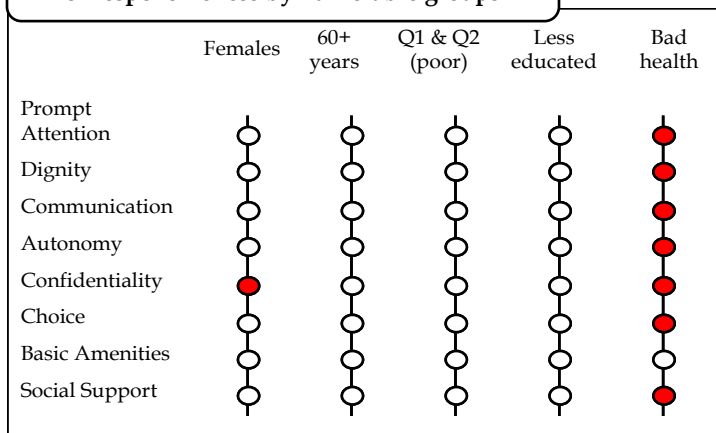 Females
60+
years
Q1 & Q2
(poor)
Less
educated
Bad
health
Prompt
Attention
Dignity
Communication
Autonomy
Confidentiality
Choice
Basic Amenities
Social Support